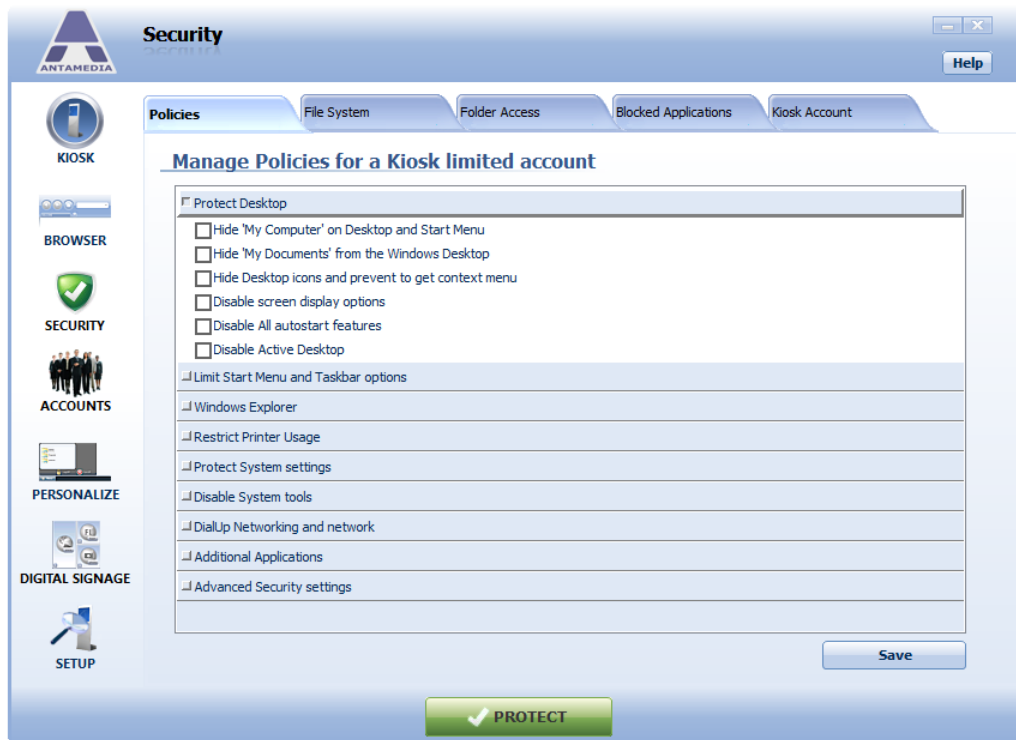 Security
ANTAMEDIA
Help
Policies
File System
Folder Access
Blocked Applications
Kiosk Account
KIOSK
BROWSER
SECURITY
ACCOUNTS
PERSONALIZE
DIGITAL SIGNAGE
SETUP
Manage Policies for a Kiosk limited account
Protect Desktop
Hide 'My Computer' on Desktop and Start Menu
Hide 'My Documents' from the Windows Desktop
Hide Desktop icons and prevent to get context menu
Disable screen display options
Disable All autostart features
Disable Active Desktop
Limit Start Menu and Taskbar options
Windows Explorer
Restrict Printer Usage
Protect System settings
Disable System tools
DialUp Networking and network
Additional Applications
Advanced Security settings
Save
PROTECT